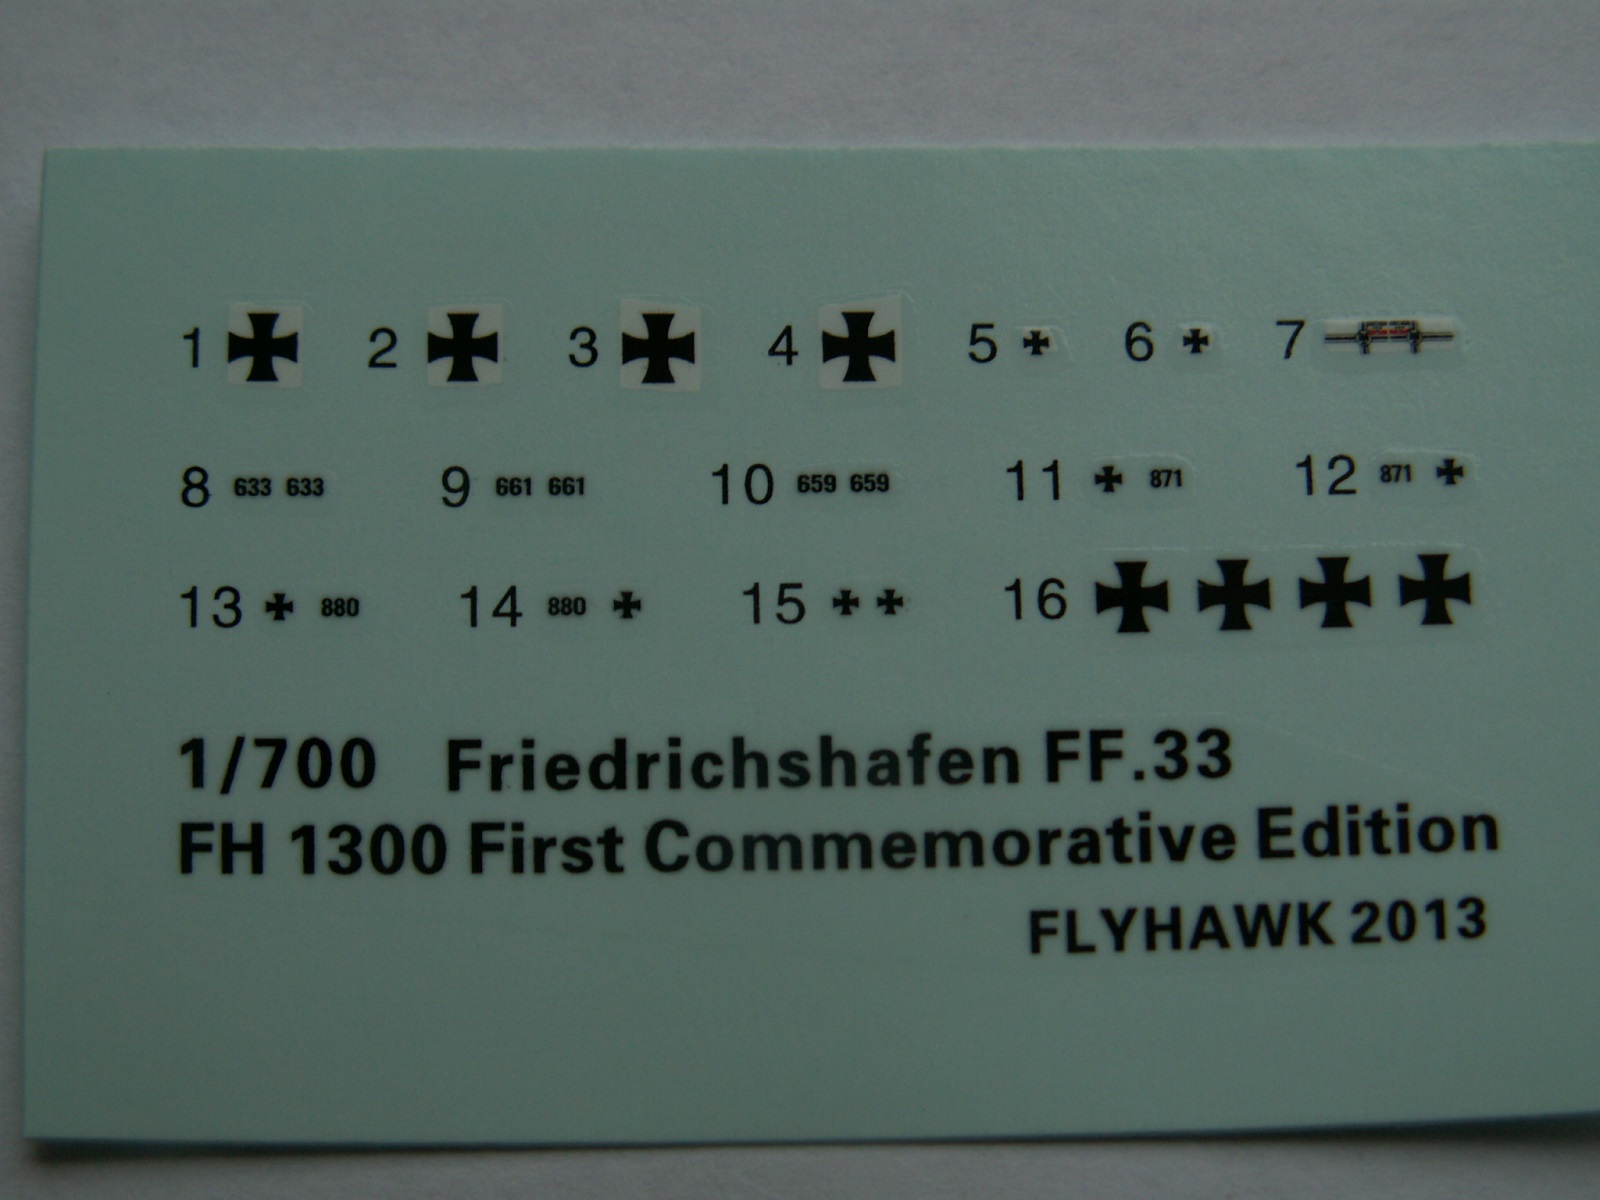 1 2 3 4 5 6 7
8 633 633 9 661 661 10 659 659 11 871 12 871
13 880 14 880 15 16
1/700 Friedrichshafen FF.33
FH 1300 First Commemorative Edition
FLYHAWK 2013